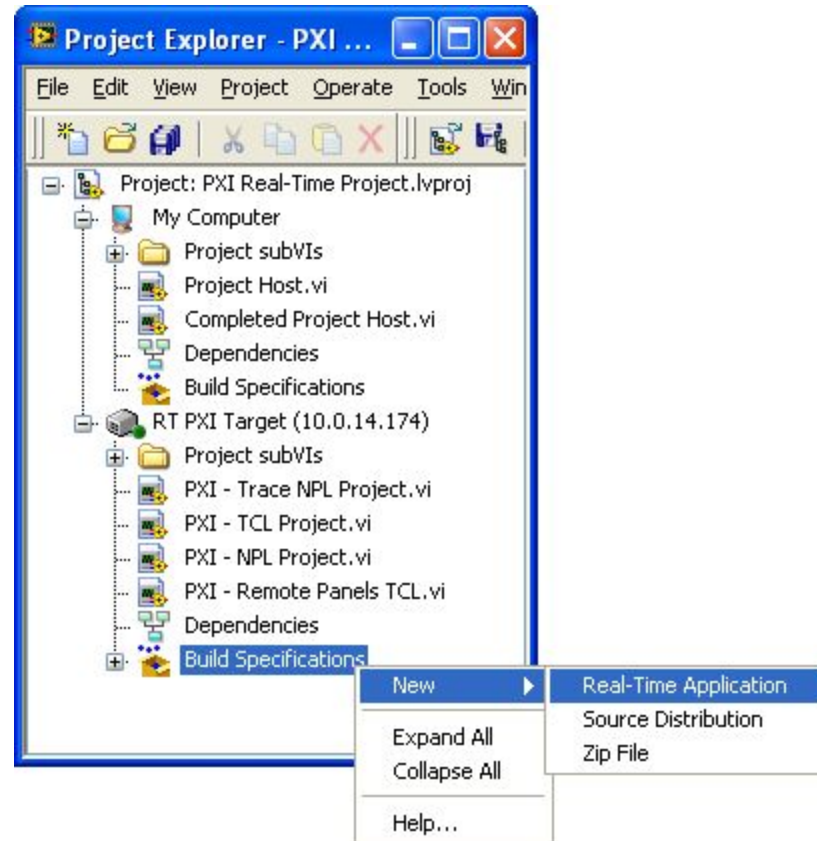 Project Explorer - PXI ...
File Edit View Project Operate Tools Win
Project: PXI Real-Time Project.lvproj
My Computer
Project subVIs
Project Host.vi
Completed Project Host.vi
Dependencies
Build Specifications
RT PXI Target (10.0.14.174)
Project subVIs
PXI - Trace NPL Project.vi
PXI - TCL Project.vi
PXI - NPL Project.vi
PXI - Remote Panels TCL.vi
Dependencies
Build Specifications
New
Real-Time Application
Source Distribution
Zip File
Expand All
Collapse All
Help...